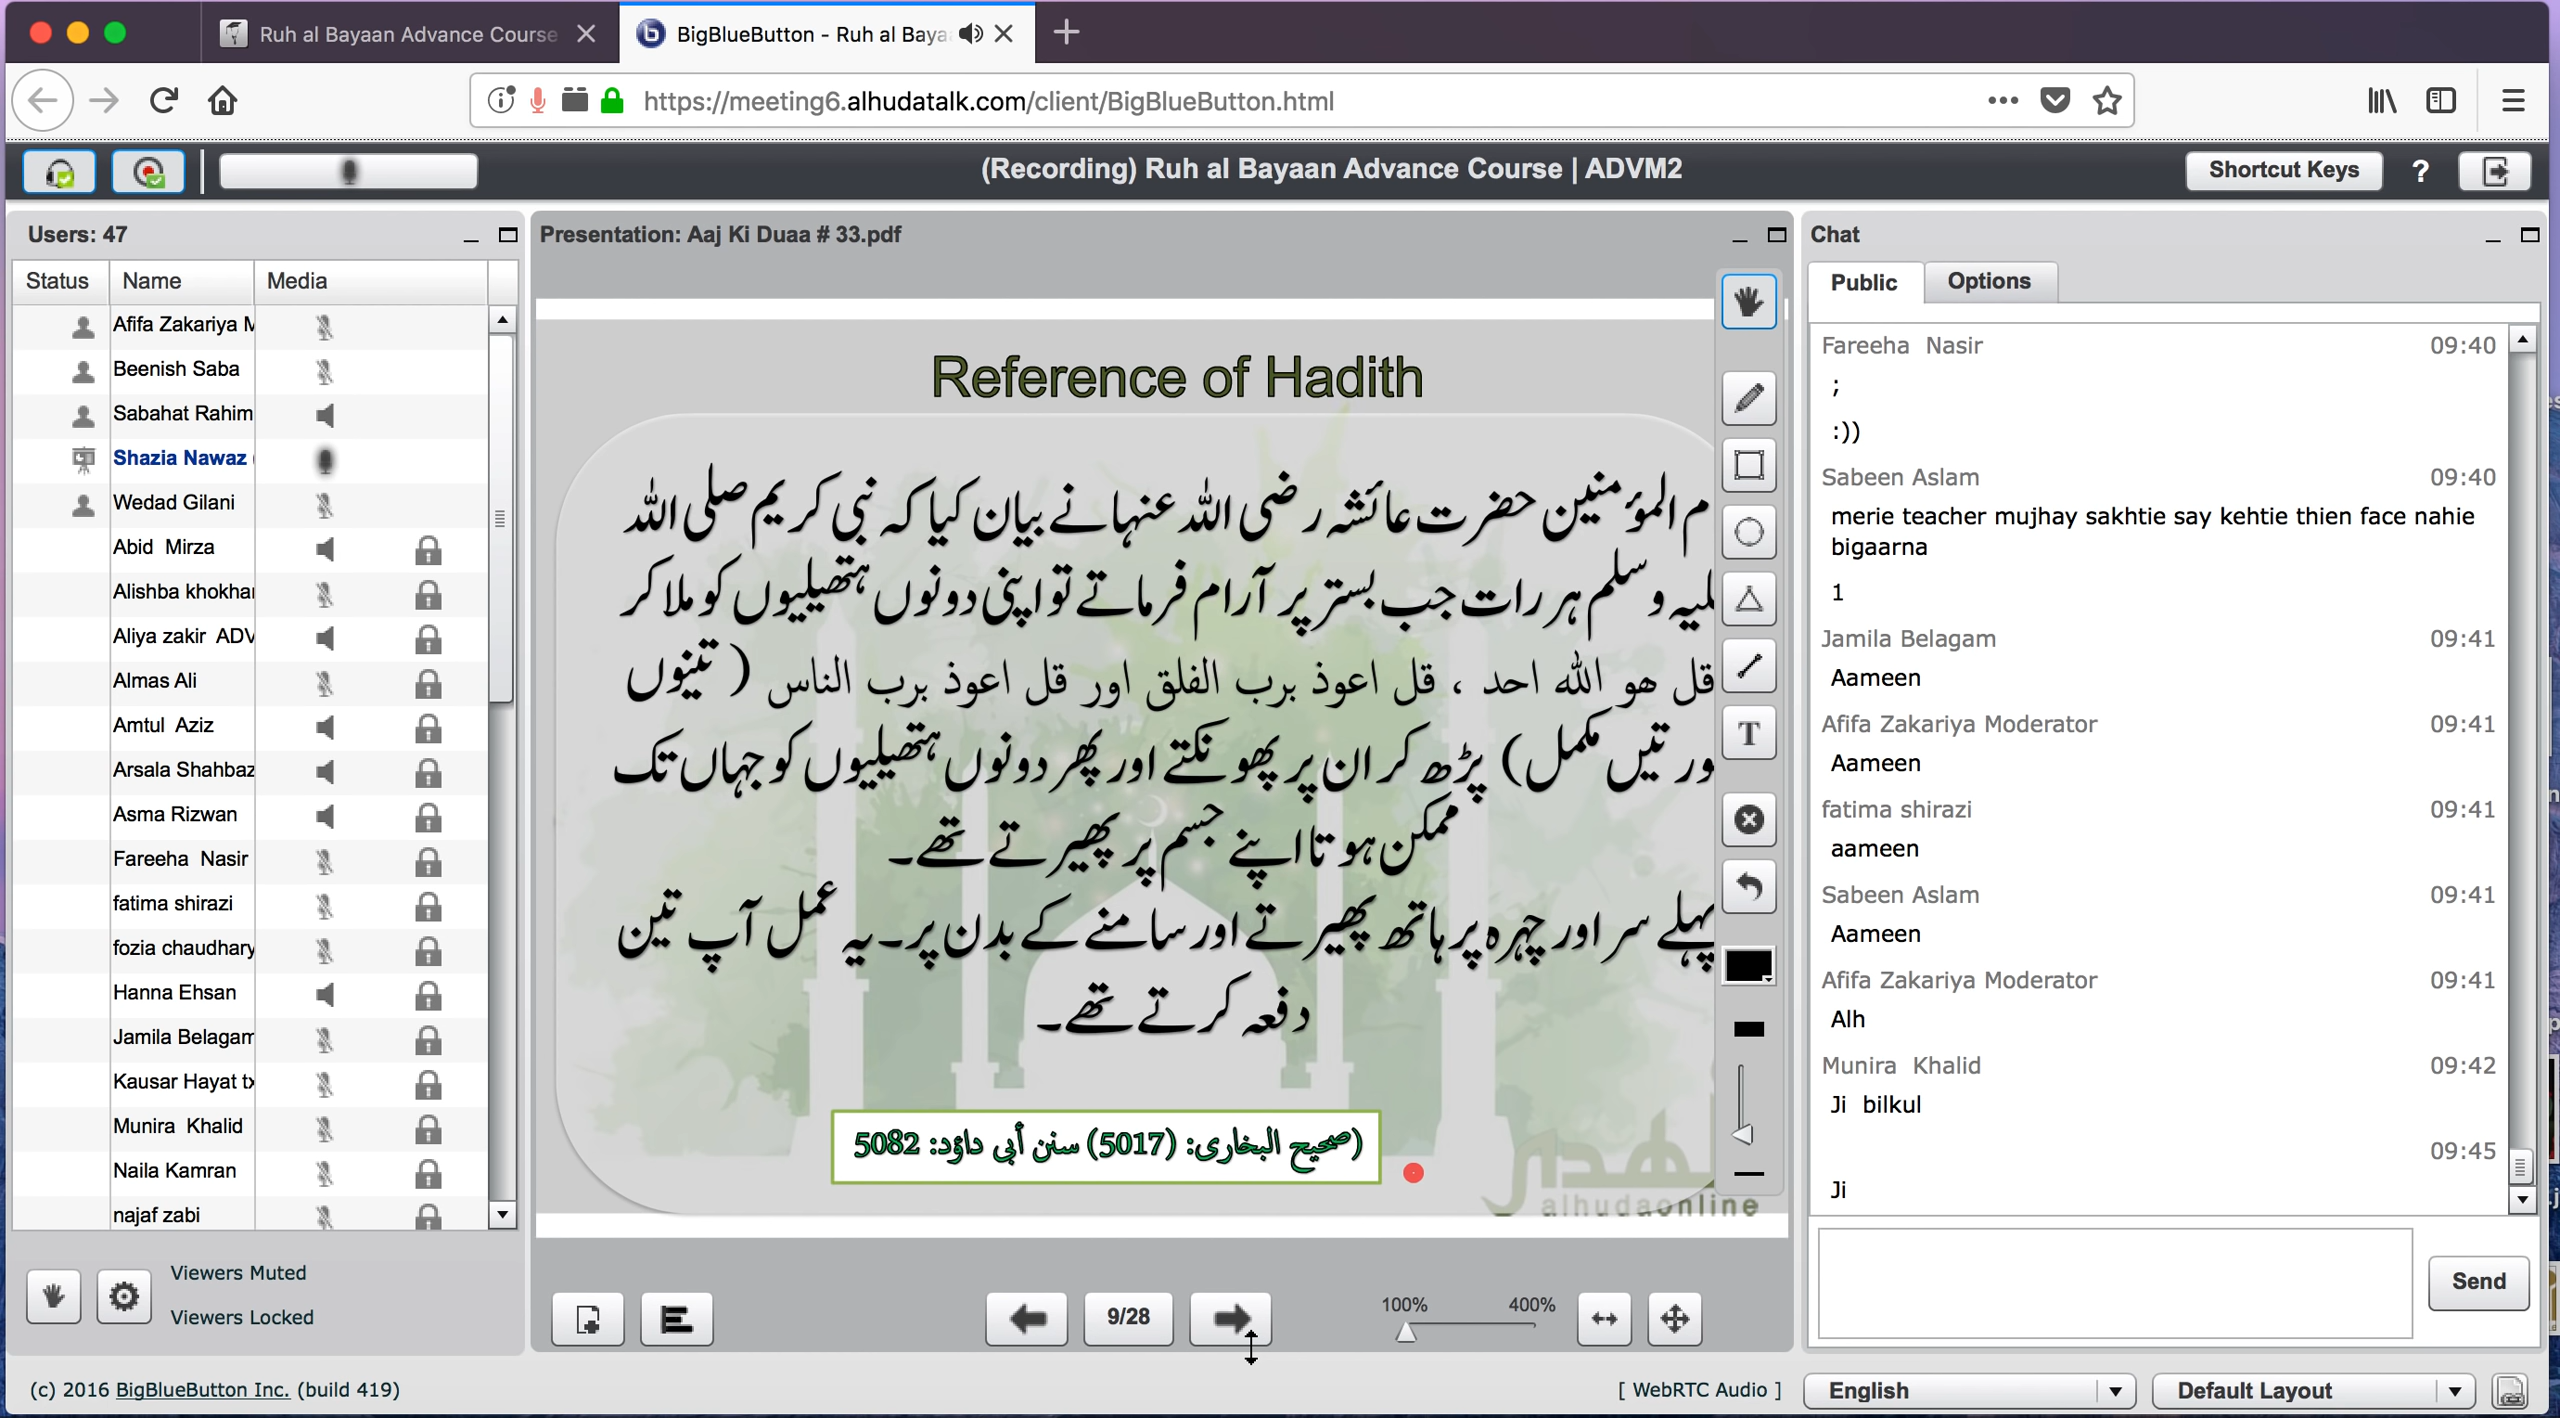 Ruh al Bayaan Advance Course
BigBlueButton - Ruh al Baya
https://meeting6.alhudatalk.com/client/BigBlueButton.html
(Recording) Ruh al Bayaan Advance Course | ADVM2
Shortcut Keys
?
Users: 47
Status Name Media
Afifa Zakariya M
Beenish Saba
Sabahat Rahim
Shazia Nawaz
Wedad Gilani
Abid Mirza
Alishba khokhar
Aliya zakir ADV
Almas Ali
Amtul Aziz
Arsala Shahbaz
Asma Rizwan
Fareeha Nasir
fatima shirazi
fozia chaudhary
Hanna Ehsan
Jamila Belagam
Kausar Hayat tx
Munira Khalid
Naila Kamran
najaf zabi
Viewers Muted
Viewers Locked
Presentation: Aaj Ki Duaa # 33.pdf
Reference of Hadith
م المؤمنین حضرت عائشہ رضی اللہ عنہا نے بیان کیا کہ نبی کریم صلی اللہ
لیہ وسلم ہر رات جب بستر پر آرام فرماتے تو اپنی دونوں ہتھیلیوں کو ملا کر
قل هو الله احد ، قل اعوذ برب الفلق اور قل اعوذ برب الناس ( تینوں
ور تیں مکمل) پڑھ کر ان پر پھونکتے اور پھر دونوں ہتھیلیوں کو جہاں تک
ممکن ہوتا اپنے جسم پر پھیرتے تھے۔
پہلے سر اور چہرہ پر ہاتھ پھیرتے اور سامنے کے بدن پر۔ یہ عمل آپ تین
دفعہ کرتے تھے۔
(صحیح البخاری: (5017) سنن أبی داؤد: 5082
alhudaonline
T
9/28
100% 400%
Chat
Public Options
Fareeha Nasir 09:40
;
:))
Sabeen Aslam 09:40
merie teacher mujhay sakhtie say kehtie thien face nahie
bigaarna
1
Jamila Belagam 09:41
Aameen
Afifa Zakariya Moderator 09:41
Aameen
fatima shirazi 09:41
aameen
Sabeen Aslam 09:41
Aameen
Afifa Zakariya Moderator 09:41
Alh
Munira Khalid 09:42
Ji bilkul
09:45
Ji
Send
(c) 2016 BigBlueButton Inc. (build 419)
[ WebRTC Audio ]
English
Default Layout